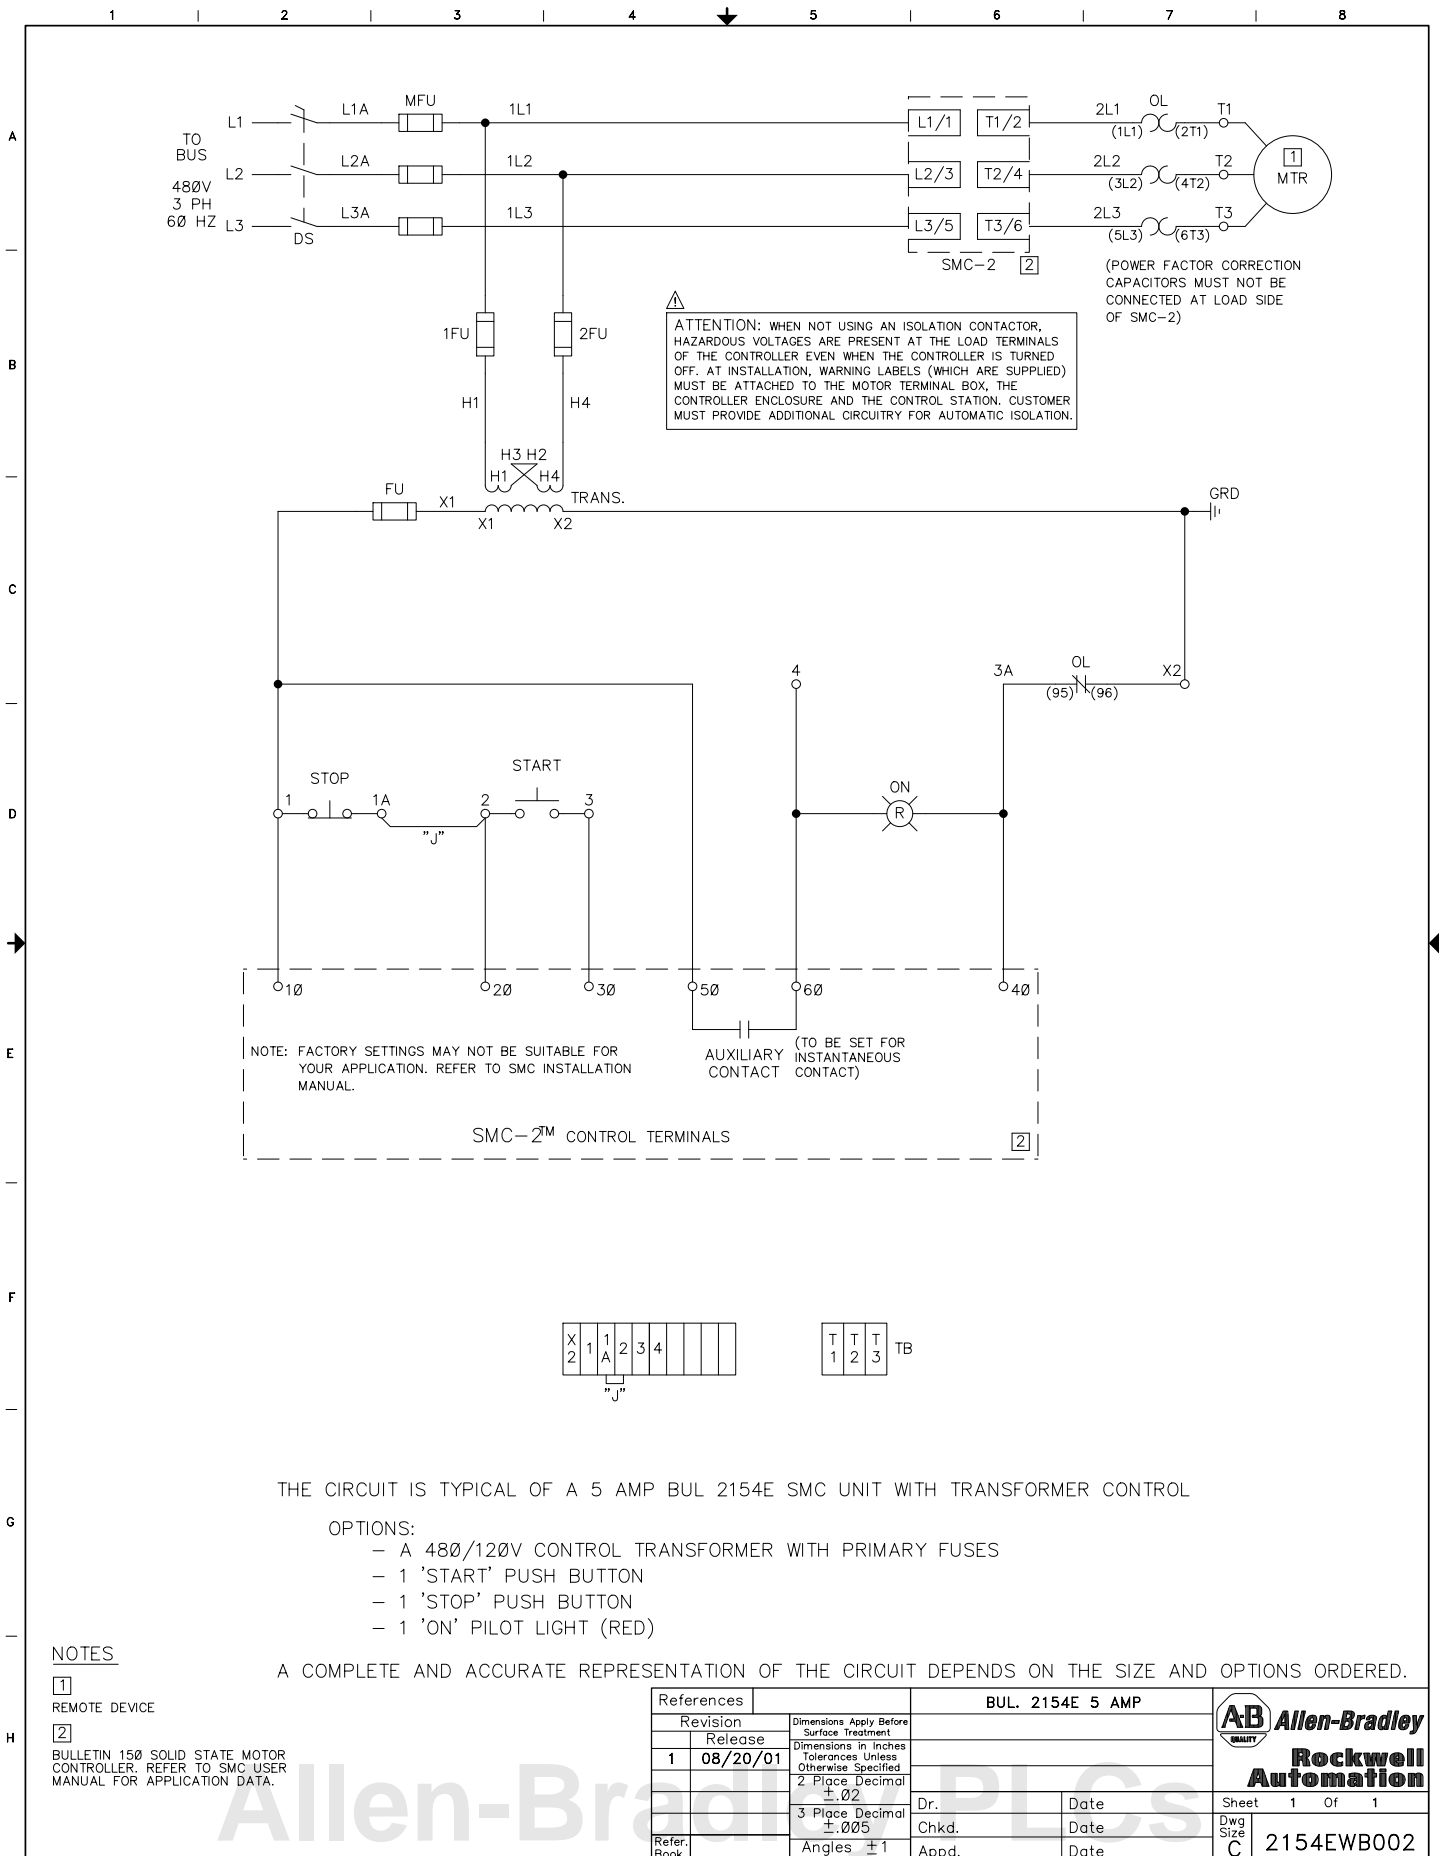 1 2 3 4 5 6 7 8
A
B
C
D
E
F
G
H
L1A MFU 1L1
L1
TO
BUS
L2A 1L2
L2
480V
3 PH
60 HZ
L3A 1L3
L3
DS
L1/1 T1/2
L2/3 T2/4
L3/5 T3/6
SMC-2 2
2L1 OL T1
(1L1) (2T1)
2L2 T2
(3L2) (4T2)
2L3 T3
(5L3) (6T3)
1
MTR
(POWER FACTOR CORRECTION
CAPACITORS MUST NOT BE
CONNECTED AT LOAD SIDE
OF SMC-2)
1FU 2FU
H1 H4
ATTENTION: WHEN NOT USING AN ISOLATION CONTACTOR,
HAZARDOUS VOLTAGES ARE PRESENT AT THE LOAD TERMINALS
OF THE CONTROLLER EVEN WHEN THE CONTROLLER IS TURNED
OFF. AT INSTALLATION, WARNING LABELS (WHICH ARE SUPPLIED)
MUST BE ATTACHED TO THE MOTOR TERMINAL BOX, THE
CONTROLLER ENCLOSURE AND THE CONTROL STATION. CUSTOMER
MUST PROVIDE ADDITIONAL CIRCUITRY FOR AUTOMATIC ISOLATION.
H3 H2
H1 H4
FU X1 TRANS.
X1 X2
GRD
4 3A OL X2
(95) (96)
STOP START
1 1A 2 3
"J"
ON
R
10 20 30 50 60 40
NOTE: FACTORY SETTINGS MAY NOT BE SUITABLE FOR
YOUR APPLICATION. REFER TO SMC INSTALLATION
MANUAL.
AUXILIARY
CONTACT
(TO BE SET FOR
INSTANTANEOUS
CONTACT)
SMC-2™ CONTROL TERMINALS 2
X2 1 1A 2 3 4
"J"
T1 T2 T3 TB
THE CIRCUIT IS TYPICAL OF A 5 AMP BUL 2154E SMC UNIT WITH TRANSFORMER CONTROL
OPTIONS:
- A 480/120V CONTROL TRANSFORMER WITH PRIMARY FUSES
- 1 'START' PUSH BUTTON
- 1 'STOP' PUSH BUTTON
- 1 'ON' PILOT LIGHT (RED)
NOTES
A COMPLETE AND ACCURATE REPRESENTATION OF THE CIRCUIT DEPENDS ON THE SIZE AND OPTIONS ORDERED.
1
REMOTE DEVICE
2
BULLETIN 150 SOLID STATE MOTOR
CONTROLLER. REFER TO SMC USER
MANUAL FOR APPLICATION DATA.
References
Revision
Release
1 08/20/01
Refer.
Book
Dimensions Apply Before
Surface Treatment
Dimensions in Inches
Tolerances Unless
Otherwise Specified
2 Place Decimal
±.02
3 Place Decimal
±.005
Angles ±1
BUL. 2154E 5 AMP
Dr. Date
Chkd. Date
Appd. Date
A-B
QUALITY
Allen-Bradley
Rockwell
Automation
Sheet 1 Of 1
Dwg
Size
C
2154EWB002
Allen-Bradley PLCs